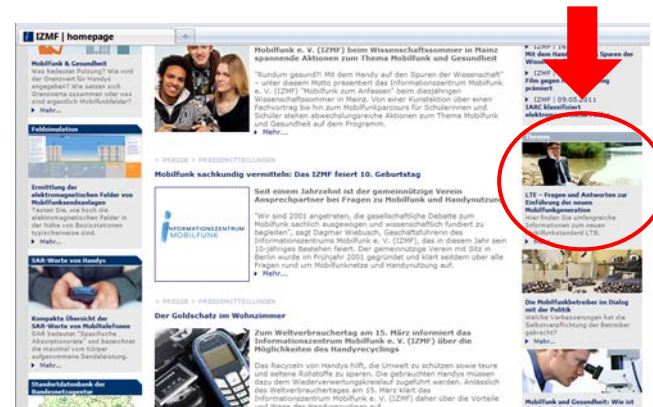 IZMF | homepage
Mobilfunk & Gesundheit
Was bedeutet Pulsung? Wie wird
der Grenzwert für Handys
angegeben? Wie setzen sich
Grenzwerte zusammen oder was
sind eigentlich Mobilfunkfelder?
Mehr...
Feldsimulation
Ermittlung der
elektromagnetischen Felder von
Mobilfunksendeanlagen
Testen Sie, wie hoch die
elektromagnetischen Felder in
der Nähe von Basisstationen
typischerweise sind.
Mehr...
SAR-Werte von Handys
Kompakte Übersicht der
SAR-Werte von Mobiltelefonen
SAR bedeutet "Spezifische
Absorptionsrate" und bezeichnet
die maximal vom Körper
aufgenommene Sendeleistung.
Mehr...
Standortdatenbank der
Bundesnetzagentur
Mobilfunk e. V. (IZMF) beim Wissenschaftssommer in Mainz
spannende Aktionen zum Thema Mobilfunk und Gesundheit
"Rundum gesund?! Mit dem Handy auf den Spuren der Wissenschaft"
– unter diesem Motto präsentiert das Informationszentrum Mobilfunk
e. V. (IZMF) "Mobilfunk zum Anfassen" beim diesjährigen
Wissenschaftssommer in Mainz. Von einer Kunstaktion über einen
Fachvortrag bis hin zum Mobilfunkparcours für Schülerinnen und
Schüler stehen abwechslungsreiche Aktionen zum Thema Mobilfunk
und Gesundheit auf dem Programm.
Mehr...
> PRESSE > PRESSEMITTEILUNGEN
Mobilfunk sachkundig vermitteln: Das IZMF feiert 10. Geburtstag
INFORMATIONSZENTRUM
MOBILFUNK
Seit einem Jahrzehnt ist der gemeinnützige Verein
Ansprechpartner bei Fragen zu Mobilfunk und Handynutzung
"Wir sind 2001 angetreten, die gesellschaftliche Debatte zum
Mobilfunk sachlich ausgewogen und wissenschaftlich fundiert zu
begleiten", sagt Dagmar Wiebusch, Geschäftsführerin des
Informationszentrums Mobilfunk e. V. (IZMF), das in diesem Jahr sein
10-jähriges Bestehen feiert. Der gemeinnützige Verein mit Sitz in
Berlin wurde im Frühjahr 2001 gegründet und klärt seitdem über alle
Fragen rund um Mobilfunknetze und Handynutzung auf.
Mehr...
> PRESSE > PRESSEMITTEILUNGEN
Der Goldschatz im Wohnzimmer
Zum Weltverbrauchertag am 15. März informiert das
Informationszentrum Mobilfunk e. V. (IZMF) über die
Möglichkeiten des Handyrecyclings
Das Recyceln von Handys hilft, die Umwelt zu schützen sowie teure
und seltene Rohstoffe zu sparen. Die gebrauchten Handys müssen
dazu dem Wiederverwertungskreislauf zugeführt werden. Anlässlich
des Weltverbrauchertages am 15. März klärt das
Informationszentrum Mobilfunk e. V. (IZMF) daher über die Vorteile
und Wege des Handyrecyclings auf.
IZMF | 16
Mit dem Hand Spuren der
Wissen
IZMF |
Film gegen
prämiert
IZMF | 09.05.2011
IARC klassifiziert
Themen
LTE – Fragen und Antworten zur
Einführung der neuen
Mobilfunkgeneration
Hier finden Sie umfangreiche
Informationen zum neuen
Mobilfunkstandard LTE.
Mehr...
Die Mobilfunkbetreiber im Dialog
mit der Politik
Welche Verbesserungen hat die
Selbstverpflichtung der Betreiber
gebracht?
Mehr...
Mobilfunk und Gesundheit: Wie ist